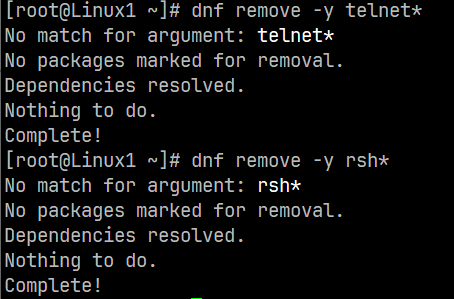 [root@Linux1 ~]# dnf remove -y telnet*
No match for argument: telnet*
No packages marked for removal.
Dependencies resolved.
Nothing to do.
Complete!
[root@Linux1 ~]# dnf remove -y rsh*
No match for argument: rsh*
No packages marked for removal.
Dependencies resolved.
Nothing to do.
Complete!